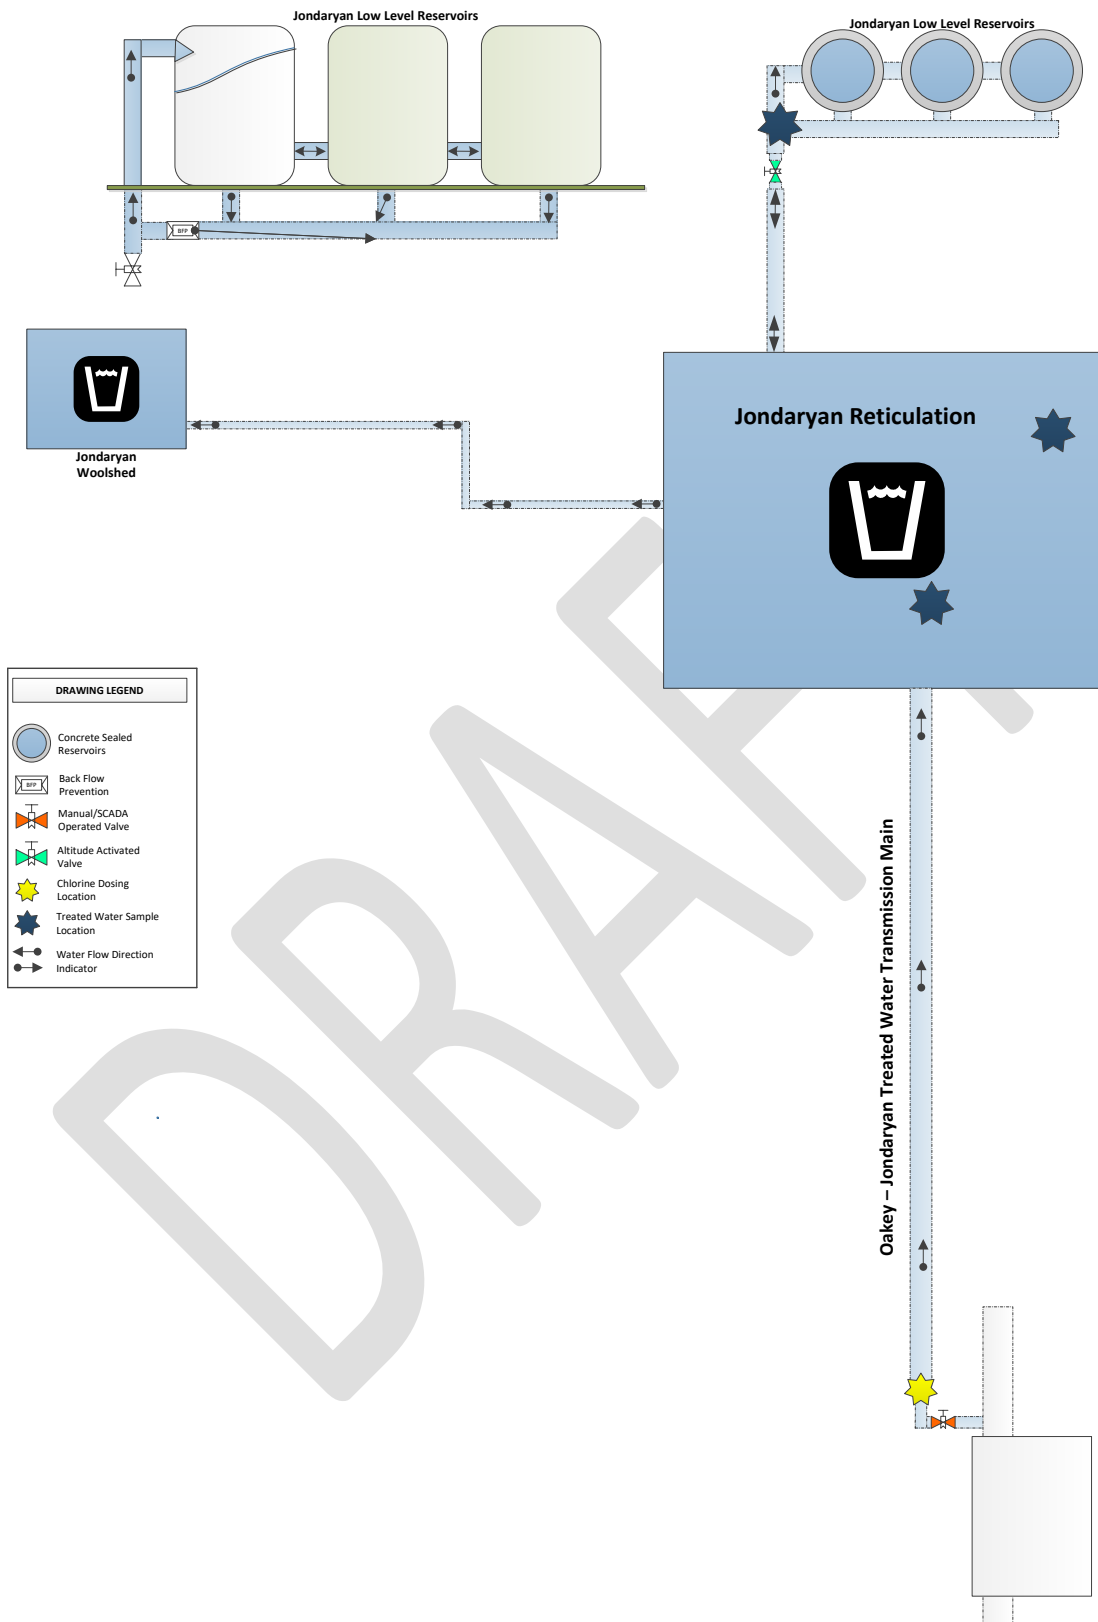 Jondaryan Low Level Reservoirs
Jondaryan Low Level Reservoirs
BFP
Jondaryan
Woolshed
Jondaryan Reticulation
DRAWING LEGEND
Concrete Sealed
Reservoirs
BFP
Back Flow
Prevention
Manual/SCADA
Operated Valve
Altitude Activated
Valve
Chlorine Dosing
Location
Treated Water Sample
Location
Water Flow Direction
Indicator
Oakey – Jondaryan Treated Water Transmission Main
DRAFT